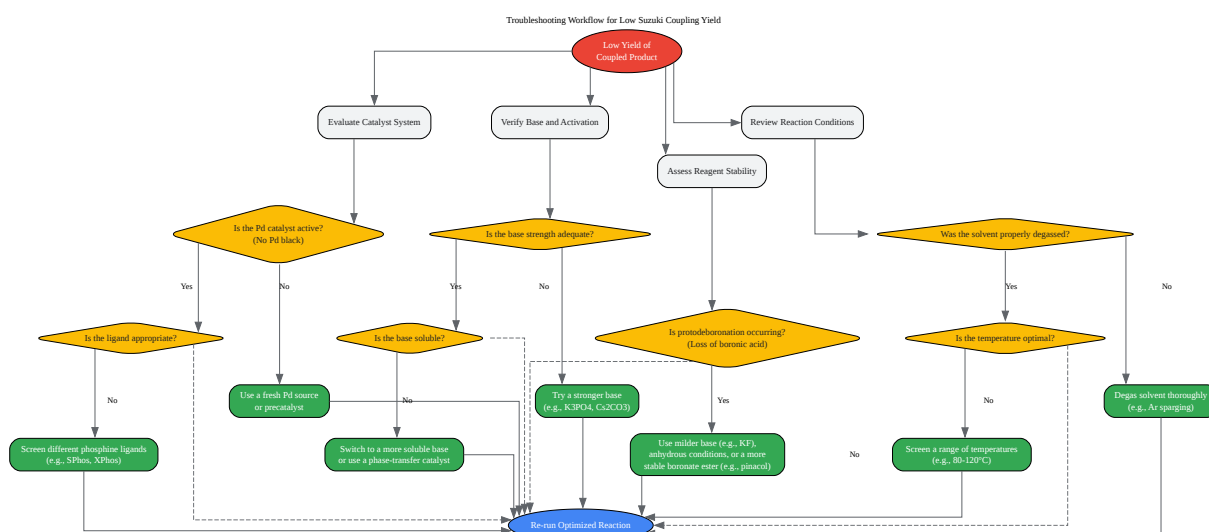 Troubleshooting Workflow for Low Suzuki Coupling Yield
Low Yield of
Coupled Product
Evaluate Catalyst System
Verify Base and Activation
Review Reaction Conditions
Assess Reagent Stability
Is the Pd catalyst active?
(No Pd black)
Is the base strength adequate?
Was the solvent properly degassed?
Yes
No
Yes
No
Yes
No
Is the ligand appropriate?
Is the base soluble?
Is protodeboronation occurring?
(Loss of boronic acid)
Is the temperature optimal?
No
Use a fresh Pd source
or precatalyst
No
Try a stronger base
(e.g., K3PO4, Cs2CO3)
Yes
No
Degas solvent thoroughly
(e.g., Ar sparging)
Screen different phosphine ligands
(e.g., SPhos, XPhos)
Switch to a more soluble base
or use a phase-transfer catalyst
Use milder base (e.g., KF),
anhydrous conditions, or a more
stable boronate ester (e.g., pinacol)
No
Screen a range of temperatures
(e.g., 80-120°C)
Re-run Optimized Reaction